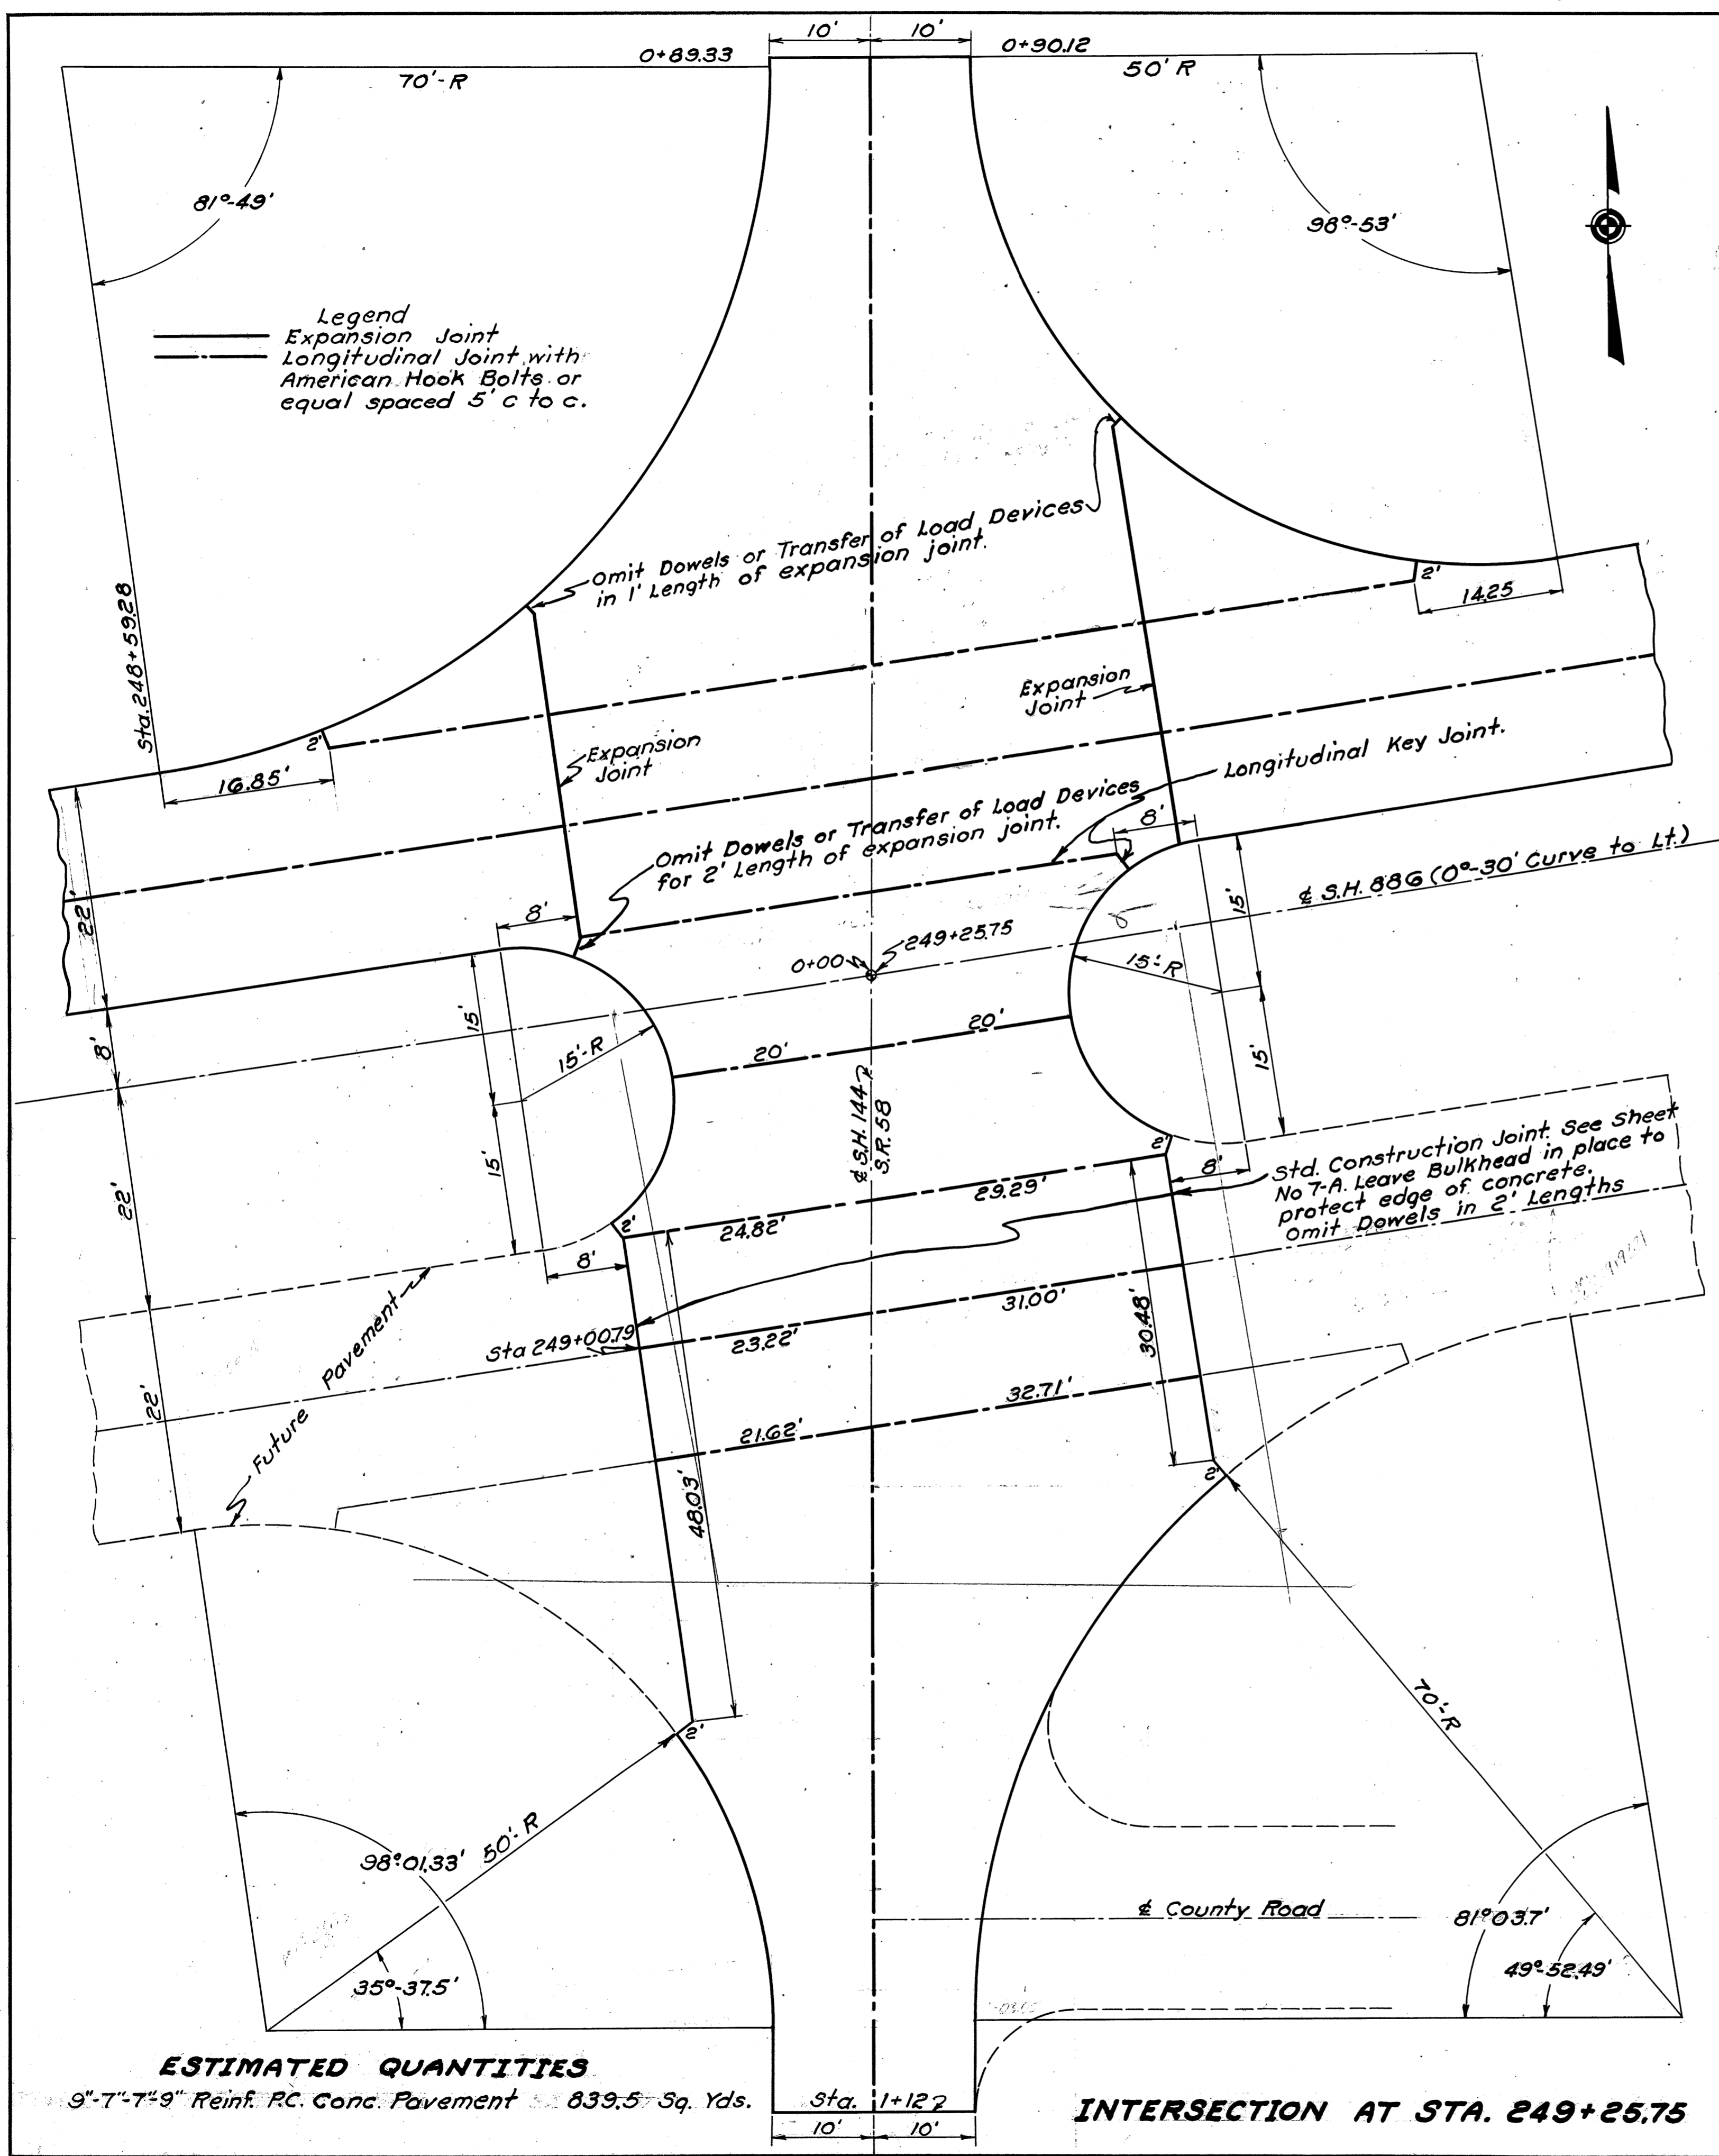 10' 10'
0+89.33 0+90.12
70'-R 50' R
81°-49' 98°-53'
Legend
Expansion Joint
Longitudinal Joint with
American Hook Bolts or
equal spaced 5' c to c.
Omit Dowels or Transfer of Load Devices
in 1' Length of expansion joint.
Sta. 248+59.28
2'
14.25
Expansion
Joint
2'
16.85'
Expansion
Joint
Longitudinal Key Joint.
Omit Dowels or Transfer of Load Devices
for 2' Length of expansion joint.
8'
℄ S.H. 886 (0°-30' Curve to Lt.)
22'
8'
15'
249+25.75
0+00
15'-R
15'
20'
8'
15'-R
20'
15'
℄ S.H. 144
S.R. 58
2'
8'
Std. Construction Joint. See Sheet
No 7-A. Leave Bulkhead in place to
protect edge of concrete.
Omit Dowels in 2' Lengths
22'
15'
29.29'
2'
24.82'
8'
31.00'
30.48'
Sta 249+00.79
23.22'
Future Pavement
22'
32.71'
21.62'
48.03'
2'
70'-R
2'
98°01.33'
50'-R
℄ County Road
81°03.7'
49°-52.49'
35°-37.5'
ESTIMATED QUANTITIES
9"-7"-7"-9" Reinf. P.C. Conc. Pavement 839.5 Sq. Yds.
Sta. 1+12
10' 10'
INTERSECTION AT STA. 249+25.75